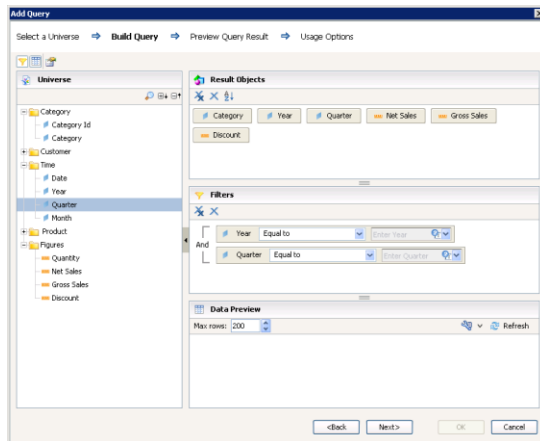 Add Query
Select a Universe ⇒ Build Query ⇒ Preview Query Result ⇒ Usage Options
Universe
Category
Category Id
Category
Customer
Time
Date
Year
Quarter
Month
Product
Figures
Quantity
Net Sales
Gross Sales
Discount
Result Objects
Category Year Quarter Net Sales Gross Sales
Discount
Filters
And
Year Equal to Enter Year
Quarter Equal to Enter Quarter
Data Preview
Max rows: 200 Refresh
<Back Next> OK Cancel